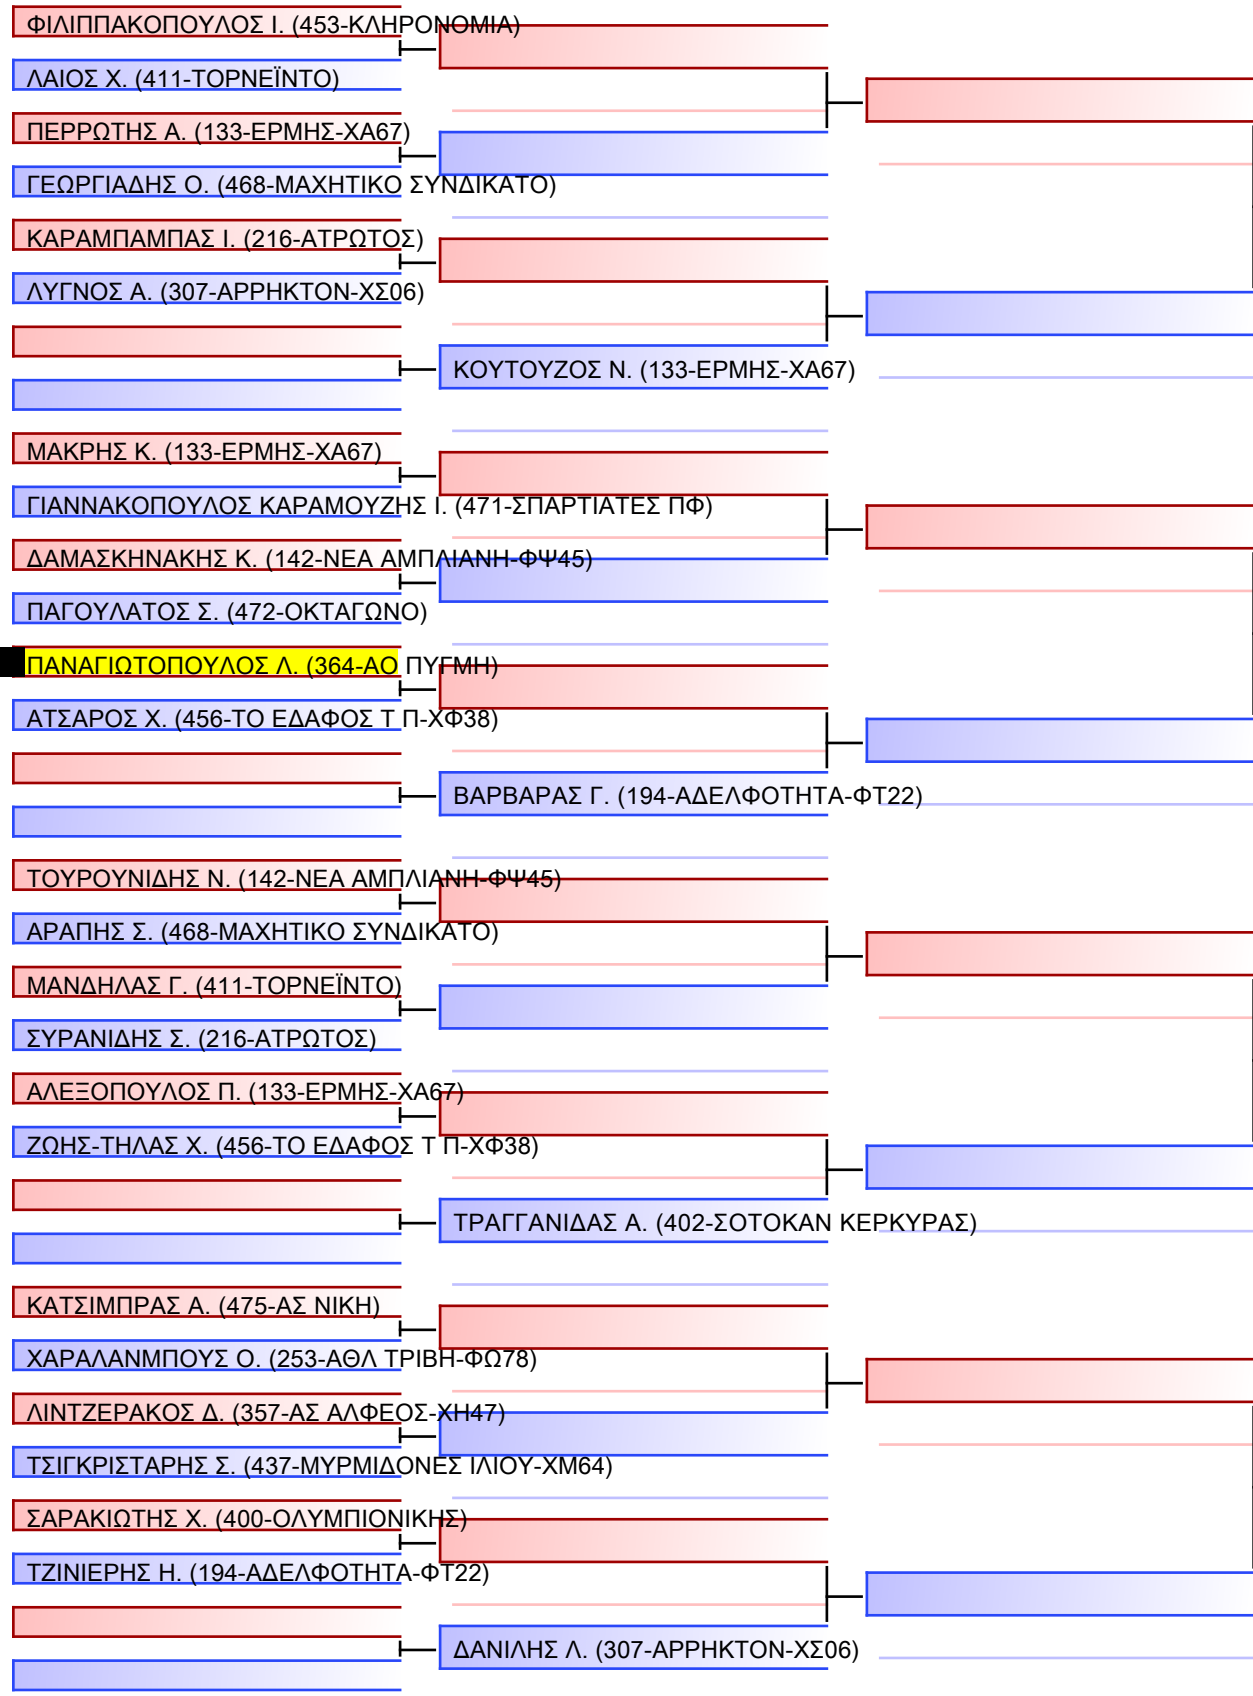 ΦΙΛΙΠΠΑΚΟΠΟΥΛΟΣ Ι. (453-ΚΛΗΡΟΝΟΜΙΑ)
ΛΑΙΟΣ Χ. (411-ΤΟΡΝΕΪΝΤΟ)
ΠΕΡΡΩΤΗΣ Α. (133-ΕΡΜΗΣ-ΧΑ67)
ΓΕΩΡΓΙΑΔΗΣ Ο. (468-ΜΑΧΗΤΙΚΟ ΣΥΝΔΙΚΑΤΟ)
ΚΑΡΑΜΠΑΜΠΑΣ Ι. (216-ΑΤΡΩΤΟΣ)
ΛΥΓΝΟΣ Α. (307-ΑΡΡΗΚΤΟΝ-ΧΣ06)
ΚΟΥΤΟΥΖΟΣ Ν. (133-ΕΡΜΗΣ-ΧΑ67)
ΜΑΚΡΗΣ Κ. (133-ΕΡΜΗΣ-ΧΑ67)
ΓΙΑΝΝΑΚΟΠΟΥΛΟΣ ΚΑΡΑΜΟΥΖΗΣ Ι. (471-ΣΠΑΡΤΙΑΤΕΣ ΠΦ)
ΔΑΜΑΣΚΗΝΑΚΗΣ Κ. (142-ΝΕΑ ΑΜΠΛΙΑΝΗ-ΦΨ45)
ΠΑΓΟΥΛΑΤΟΣ Σ. (472-ΟΚΤΑΓΩΝΟ)
ΠΑΝΑΓΙΩΤΟΠΟΥΛΟΣ Λ. (364-ΑΟ ΠΥΓΜΗ)
ΑΤΣΑΡΟΣ Χ. (456-ΤΟ ΕΔΑΦΟΣ Τ Π-ΧΦ38)
ΒΑΡΒΑΡΑΣ Γ. (194-ΑΔΕΛΦΟΤΗΤΑ-ΦΤ22)
ΤΟΥΡΟΥΝΙΔΗΣ Ν. (142-ΝΕΑ ΑΜΠΛΙΑΝΗ-ΦΨ45)
ΑΡΑΠΗΣ Σ. (468-ΜΑΧΗΤΙΚΟ ΣΥΝΔΙΚΑΤΟ)
ΜΑΝΔΗΛΑΣ Γ. (411-ΤΟΡΝΕΪΝΤΟ)
ΣΥΡΑΝΙΔΗΣ Σ. (216-ΑΤΡΩΤΟΣ)
ΑΛΕΞΟΠΟΥΛΟΣ Π. (133-ΕΡΜΗΣ-ΧΑ67)
ΖΩΗΣ-ΤΗΛΑΣ Χ. (456-ΤΟ ΕΔΑΦΟΣ Τ Π-ΧΦ38)
ΤΡΑΓΓΑΝΙΔΑΣ Α. (402-ΣΟΤΟΚΑΝ ΚΕΡΚΥΡΑΣ)
ΚΑΤΣΙΜΠΡΑΣ Α. (475-ΑΣ ΝΙΚΗ)
ΧΑΡΑΛΑΝΜΠΟΥΣ Ο. (253-ΑΘΛ ΤΡΙΒΗ-ΦΩ78)
ΛΙΝΤΖΕΡΑΚΟΣ Δ. (357-ΑΣ ΑΛΦΕΟΣ-ΧΗ47)
ΤΣΙΓΚΡΙΣΤΑΡΗΣ Σ. (437-ΜΥΡΜΙΔΟΝΕΣ ΙΛΙΟΥ-ΧΜ64)
ΣΑΡΑΚΙΩΤΗΣ Χ. (400-ΟΛΥΜΠΙΟΝΙΚΗΣ)
ΤΖΙΝΙΕΡΗΣ Η. (194-ΑΔΕΛΦΟΤΗΤΑ-ΦΤ22)
ΔΑΝΙΛΗΣ Λ. (307-ΑΡΡΗΚΤΟΝ-ΧΣ06)